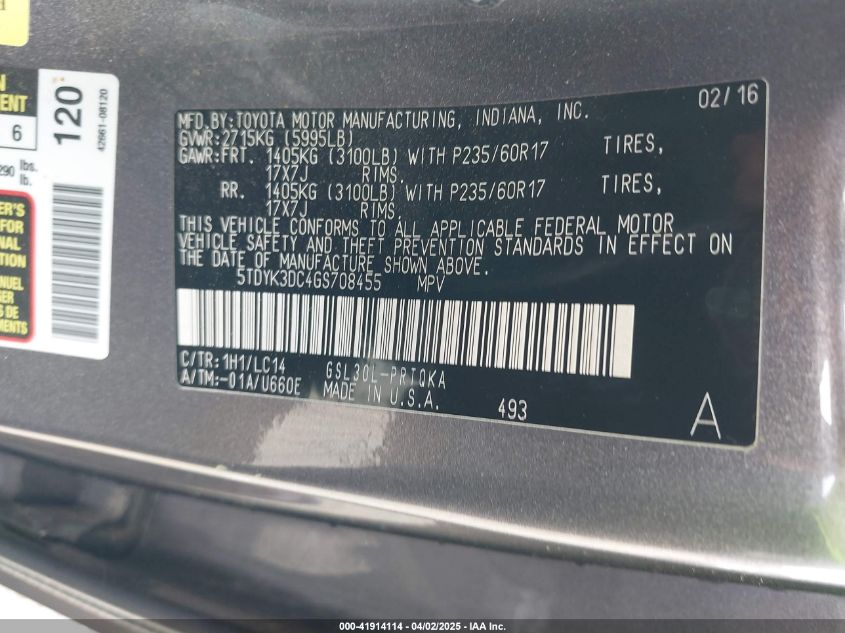 120
42661-08120
6
290 lbs.
lb.
MFD.BY:TOYOTA MOTOR MANUFACTURING, INDIANA, INC. 02/16
GVWR:2715KG (5995LB)
GAWR:FRT. 1405KG (3100LB) WITH P235/60R17 TIRES,
17X7J RIMS.
RR. 1405KG (3100LB) WITH P235/60R17 TIRES,
17X7J RIMS.
THIS VEHICLE CONFORMS TO ALL APPLICABLE FEDERAL MOTOR
VEHICLE SAFETY AND THEFT PREVENTION STANDARDS IN EFFECT ON
THE DATE OF MANUFACTURE SHOWN ABOVE.
5TDYK3DC4GS708455 MPV
C/TR:1H1/LC14 GSL30L-PRTQKA
A/TM:-01A/U660E MADE IN U.S.A.
493 A
000-41914114 - 04/02/2025 - IAA Inc.